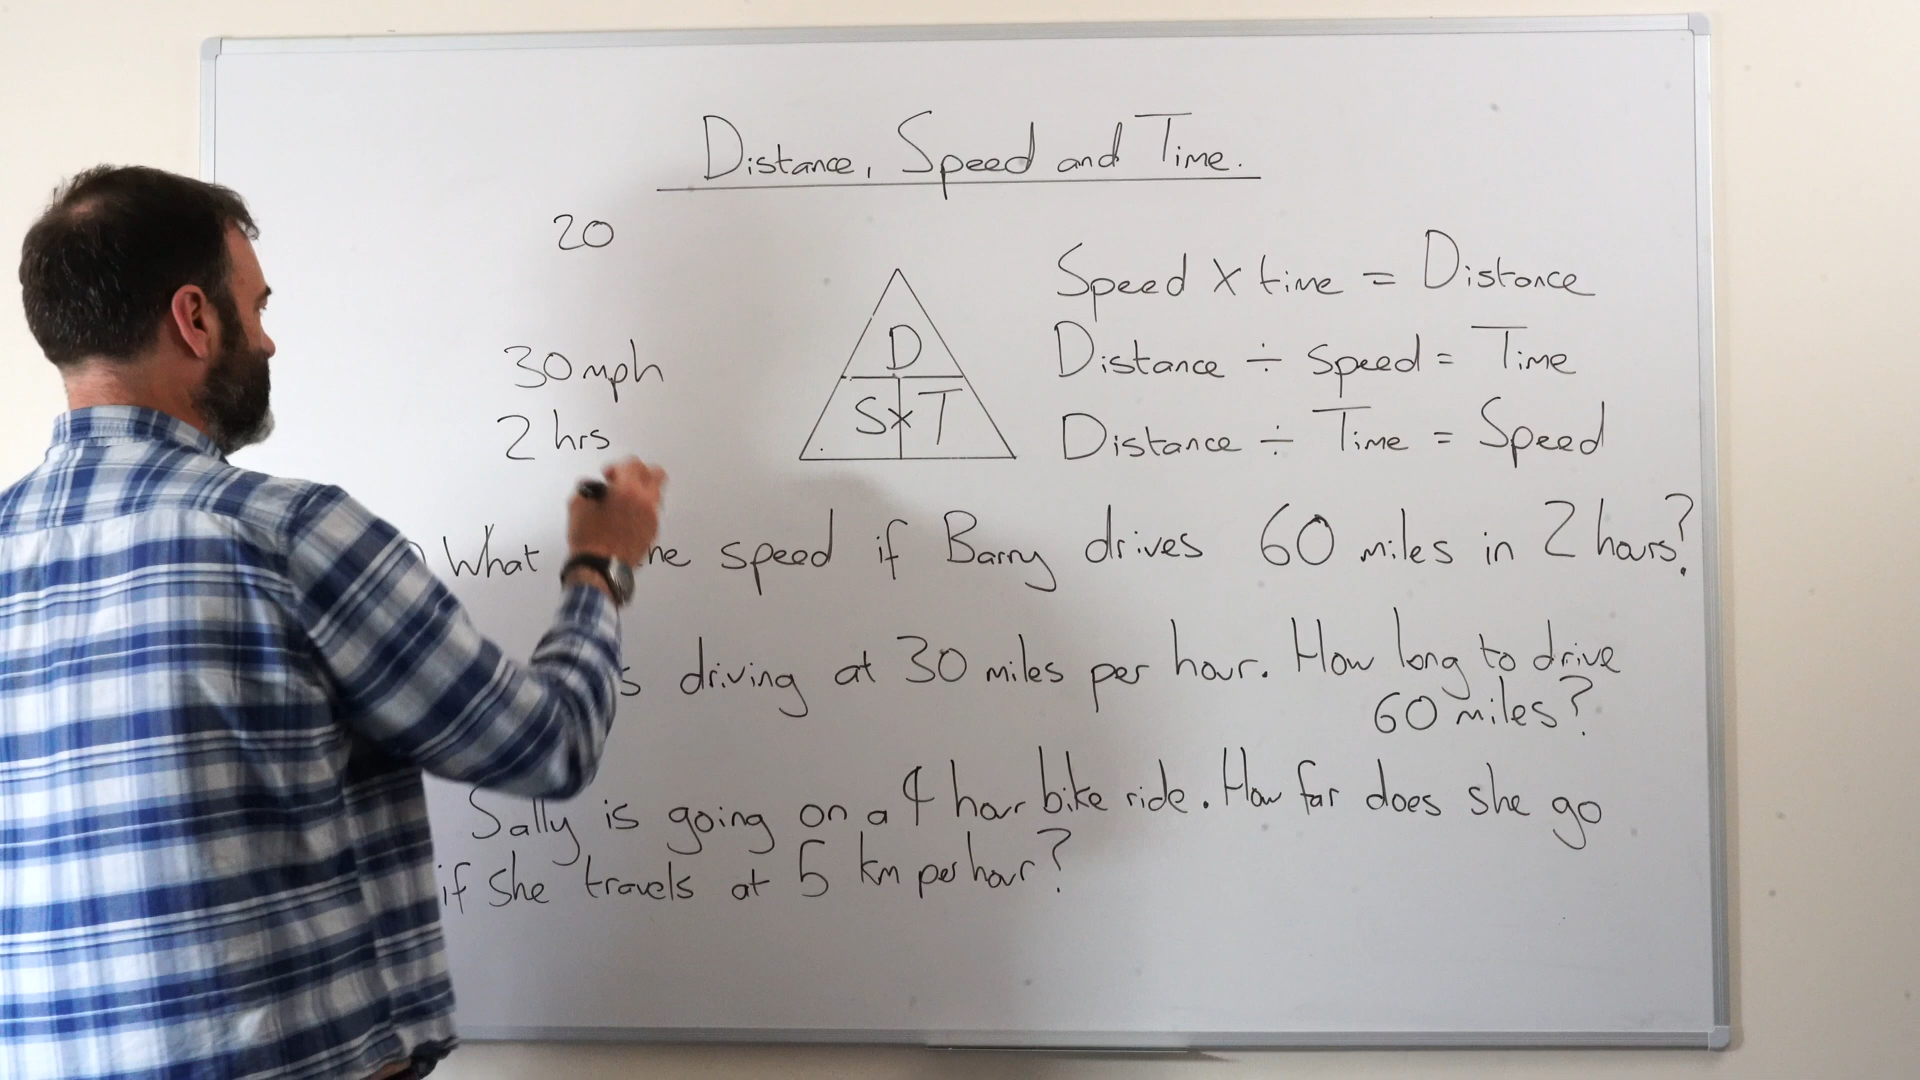 Distance, Speed and Time.
20
30mph
2 hrs
D
S x T
Speed x time = Distance
Distance ÷ speed = Time
Distance ÷ Time = Speed
What speed if Barry drives 60 miles in 2 hours?
driving at 30 miles per hour. How long to drive
60 miles?
Sally is going on a 4 hour bike ride. How far does she go
if She travels at 5 km per hour?